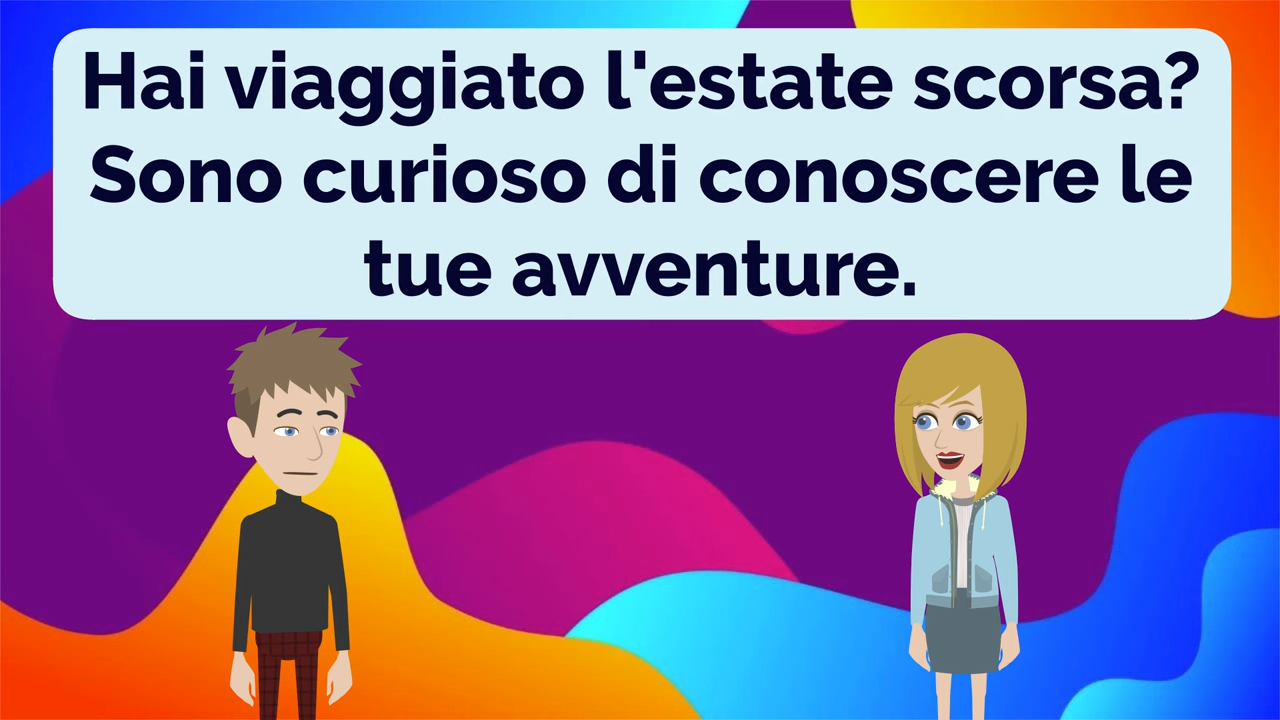 Hai viaggiato l'estate scorsa?
Sono curioso di conoscere le
tue avventure.